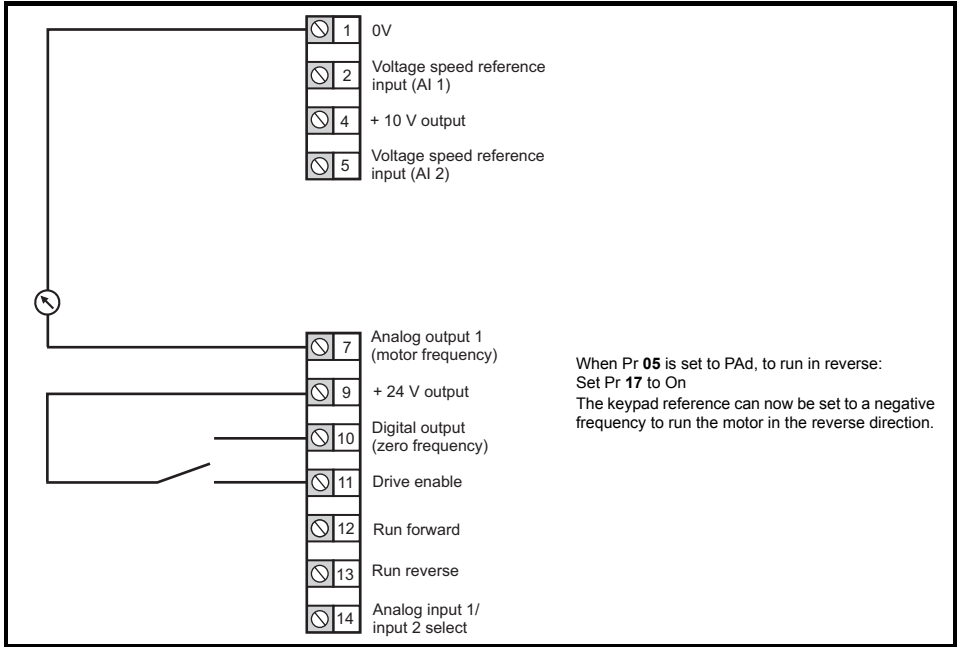 1 0V
2 Voltage speed reference
input (AI 1)
4 + 10 V output
5 Voltage speed reference
input (AI 2)
7 Analog output 1
(motor frequency)
9 + 24 V output
10 Digital output
(zero frequency)
11 Drive enable
12 Run forward
13 Run reverse
14 Analog input 1/
input 2 select
When Pr 05 is set to PAd, to run in reverse:
Set Pr 17 to On
The keypad reference can now be set to a negative
frequency to run the motor in the reverse direction.